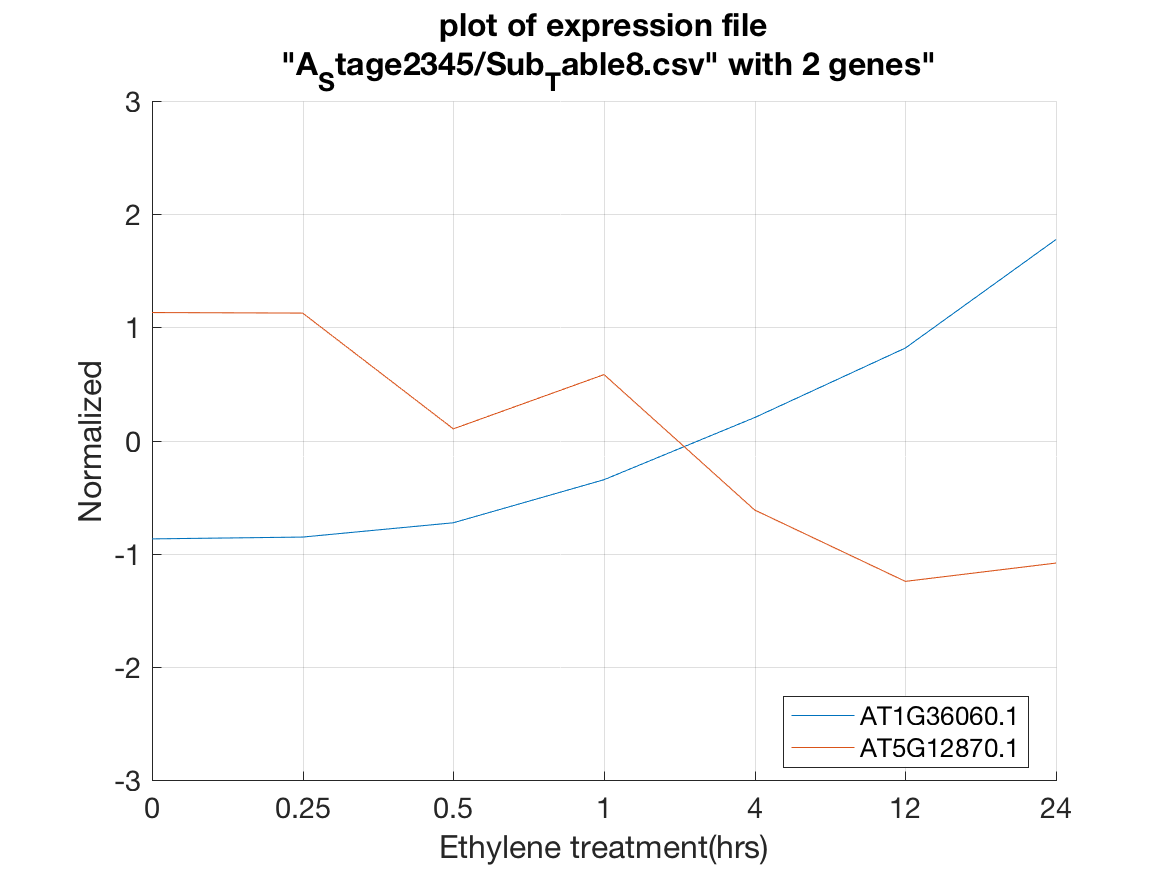 plot of expression file
"AStage2345/SubTable8.csv" with 2 genes"
3
2
1
0
-1
-2
-3
Normalized
AT1G36060.1
AT5G12870.1
0 0.25 0.5 1 4 12 24
Ethylene treatment(hrs)